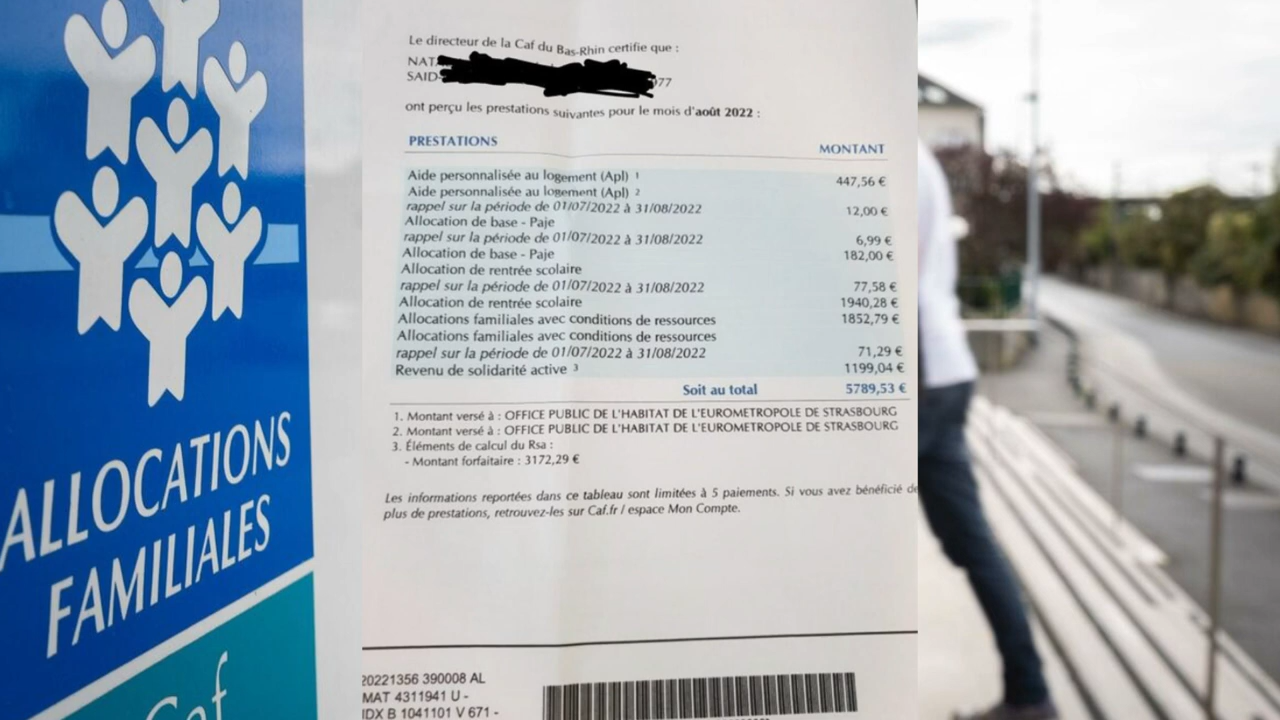 ALLOCATIONS
FAMILIALES
Caf
Le directeur de la Caf du Bas-Rhin certifie que :
NAT
SAID 977
ont perçu les prestations suivantes pour le mois d'août 2022 :
PRESTATIONS MONTANT
Aide personnalisée au logement (Apl) 1 447,56 €
Aide personnalisée au logement (Apl) 2
rappel sur la période de 01/07/2022 à 31/08/2022 12,00 €
Allocation de base - Paje
rappel sur la période de 01/07/2022 à 31/08/2022 6,99 €
Allocation de base - Paje 182,00 €
Allocation de rentrée scolaire
rappel sur la période de 01/07/2022 à 31/08/2022 77,58 €
Allocation de rentrée scolaire 1940,28 €
Allocations familiales avec conditions de ressources 1852,79 €
Allocations familiales avec conditions de ressources
rappel sur la période de 01/07/2022 à 31/08/2022 71,29 €
Revenu de solidarité active 3 1199,04 €
Soit au total 5789,53 €
1. Montant versé à : OFFICE PUBLIC DE L'HABITAT DE L'EUROMETROPOLE DE STRASBOURG
2. Montant versé à : OFFICE PUBLIC DE L'HABITAT DE L'EUROMETROPOLE DE STRASBOURG
3. Éléments de calcul du Rsa :
- Montant forfaitaire : 3172,29 €
Les informations reportées dans ce tableau sont limitées à 5 paiements. Si vous avez bénéficié de
plus de prestations, retrouvez-les sur Caf.fr / espace Mon Compte.
20221356 390008 AL
MAT 4311941 U -
IDX B 1041101 V 671 -